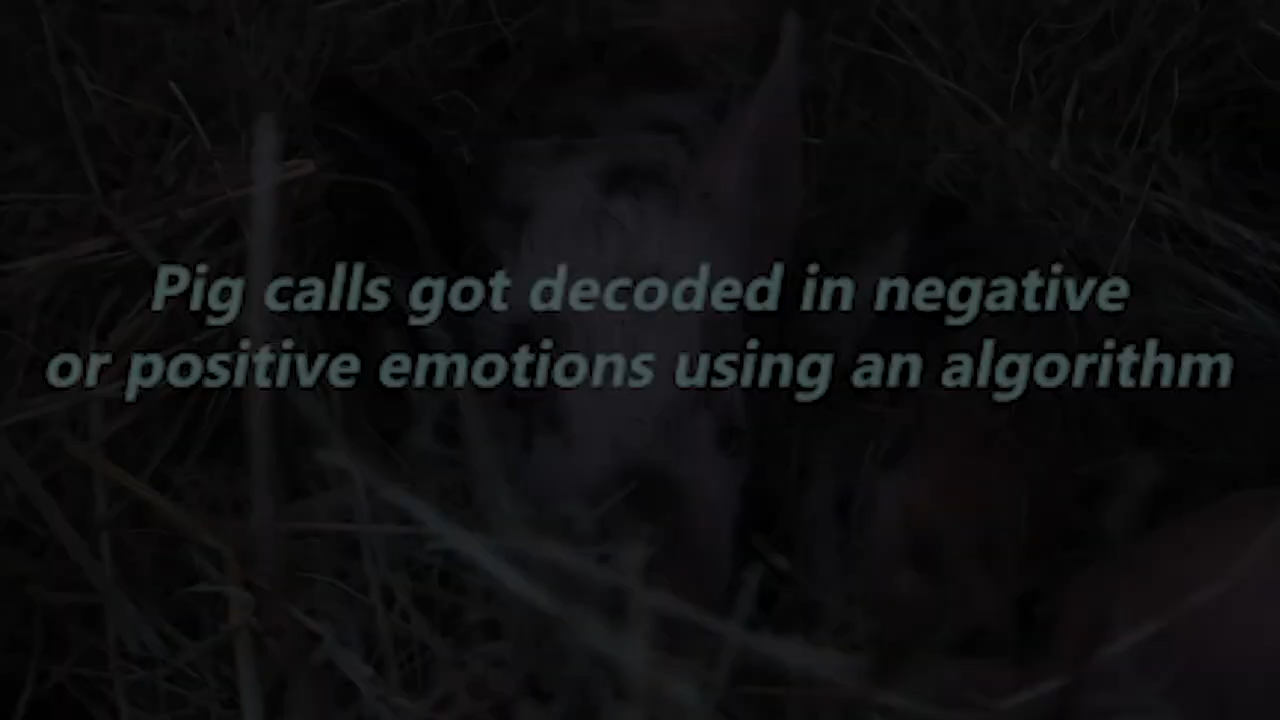 Pig calls got decoded in negative
or positive emotions using an algorithm